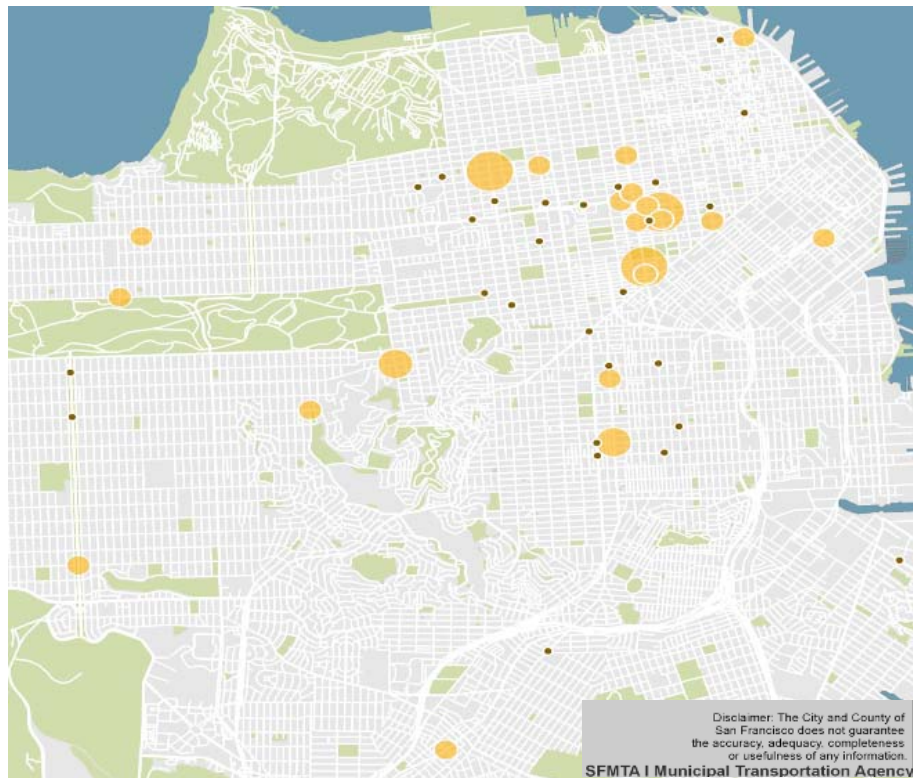 Disclaimer: The City and County of
San Francisco does not guarantee
the accuracy, adequacy, completeness
or usefulness of any information.
SFMTA I Municipal Transportation Agency